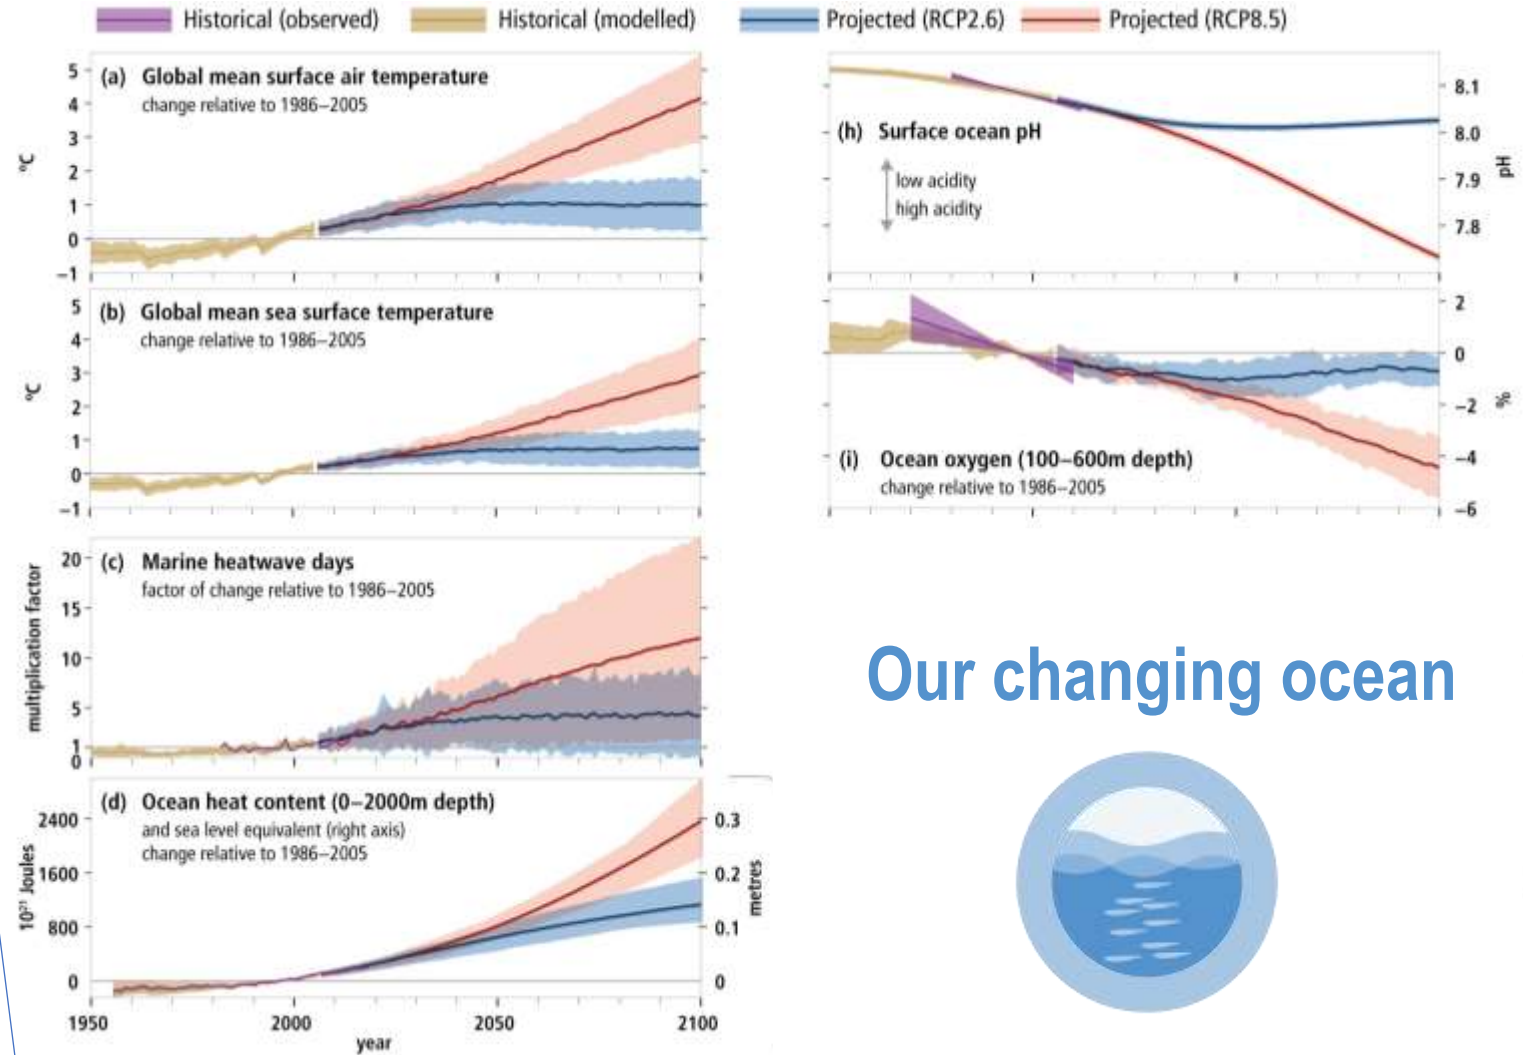 Historical (observed)
Historical (modelled)
Projected (RCP2.6)
Projected (RCP8.5)
(a) Global mean surface air temperature
change relative to 1986–2005
5
4
3
2
1
0
−1
°C
(b) Global mean sea surface temperature
change relative to 1986–2005
5
4
3
2
1
0
−1
°C
(c) Marine heatwave days
factor of change relative to 1986–2005
20
15
10
5
1
0
multiplication factor
(d) Ocean heat content (0–2000m depth)
and sea level equivalent (right axis)
change relative to 1986–2005
2400
1600
800
0
10²¹ Joules
0.3
0.2
0.1
0
metres
1950
2000
2050
2100
year
(h) Surface ocean pH
low acidity
high acidity
8.1
8.0
7.9
7.8
pH
(i) Ocean oxygen (100–600m depth)
change relative to 1986–2005
2
0
−2
−4
−6
%
Our changing ocean